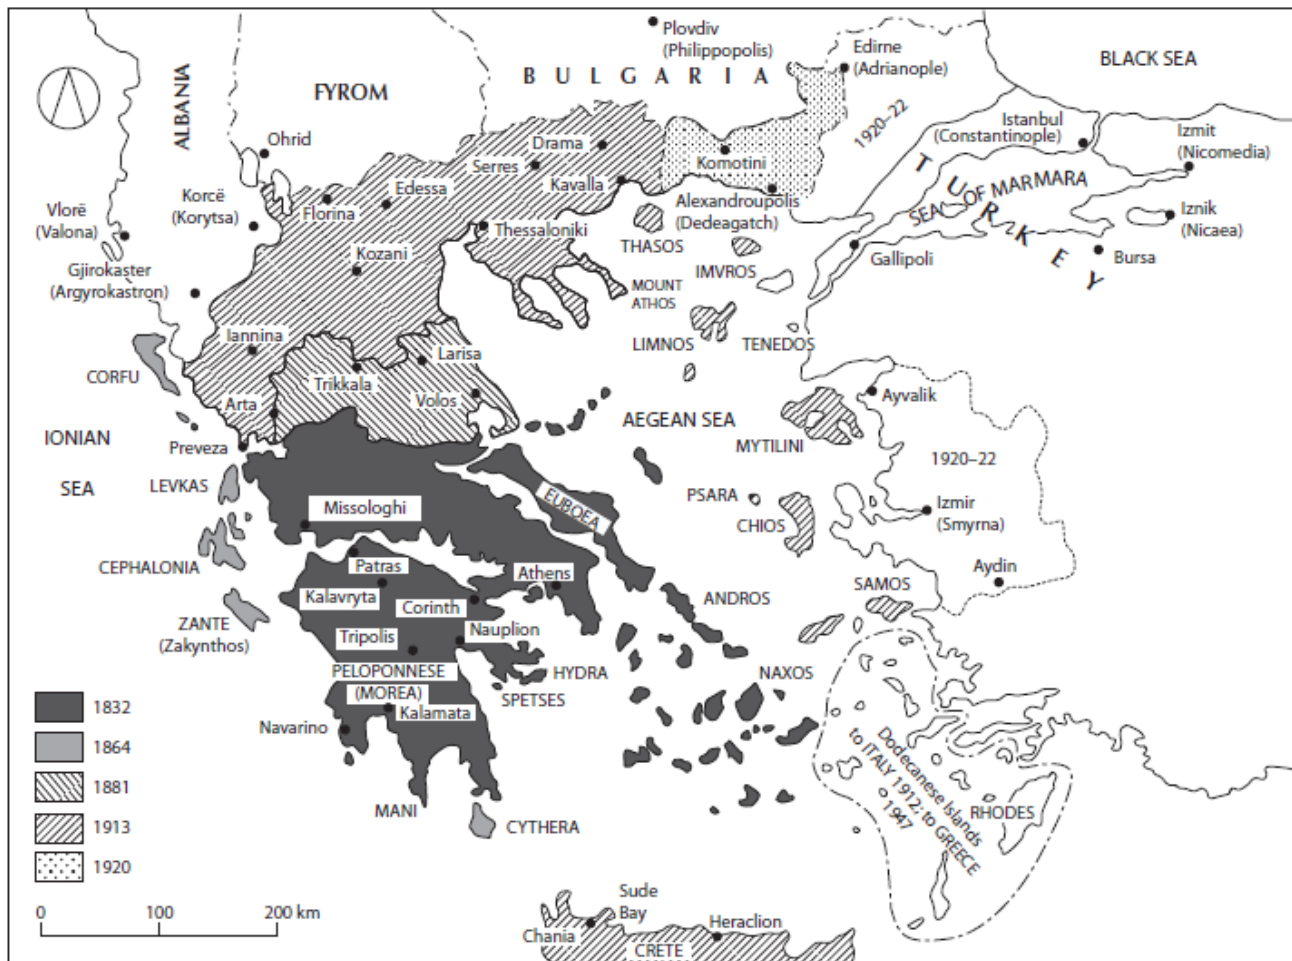 Plovdiv
(Philippopolis)
Edirne
(Adrianople)
BLACK SEA
BULGARIA
ALBANIA
FYROM
1920–22
Istanbul
(Constantinople)
Izmit
(Nicomedia)
Ohrid
Drama
Serres
Komotini
Kavalla
Edessa
TURKEY
SEA OF MARMARA
Korcë
(Korytsa)
Florina
Alexandroupolis
(Dedeagatch)
Iznik
(Nicaea)
Vlorë
(Valona)
Thessaloniki
THASOS
Gallipoli
Bursa
Kozani
IMVROS
Gjirokaster
(Argyrokastron)
MOUNT
ATHOS
Iannina
LIMNOS
TENEDOS
Larisa
CORFU
Trikkala
Arta
Volos
Ayvalik
AEGEAN SEA
IONIAN
SEA
Preveza
MYTILINI
1920–22
LEVKAS
EUBOEA
PSARA
Missologhi
CHIOS
Izmir
(Smyrna)
CEPHALONIA
Patras
Athens
Aydin
Kalavryta
SAMOS
Corinth
ANDROS
ZANTE
(Zakynthos)
Tripolis
Nauplion
PELOPONNESE
(MOREA)
HYDRA
NAXOS
SPETSES
Kalamata
Navarino
1832
1864
1881
1913
1920
Dodecanese Islands
to ITALY 1912; to GREECE
1947
RHODES
MANI
CYTHERA
0 100 200 km
Sude
Bay
Heraclion
Chania
CRETE